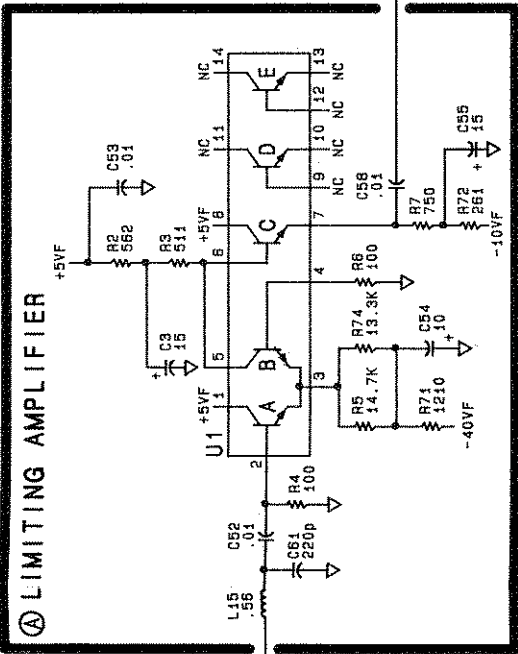 Ⓐ LIMITING AMPLIFIER
+5VF
C53
.01
R2
562
R3
511
C3
15
+
U1
+5VF
1
2
A
5
B
3
4
6
+5VF
8
C
7
NC
11
D
9
NC
10
NC
NC
14
E
12
NC
13
NC
L15
.56
C52
.01
C61
220p
R4
100
R5
14.7K
R74
13.3K
R71
1210
C54
10
+
-40VF
R6
100
C58
.01
R7
750
R72
261
C55
15
+
-10VF